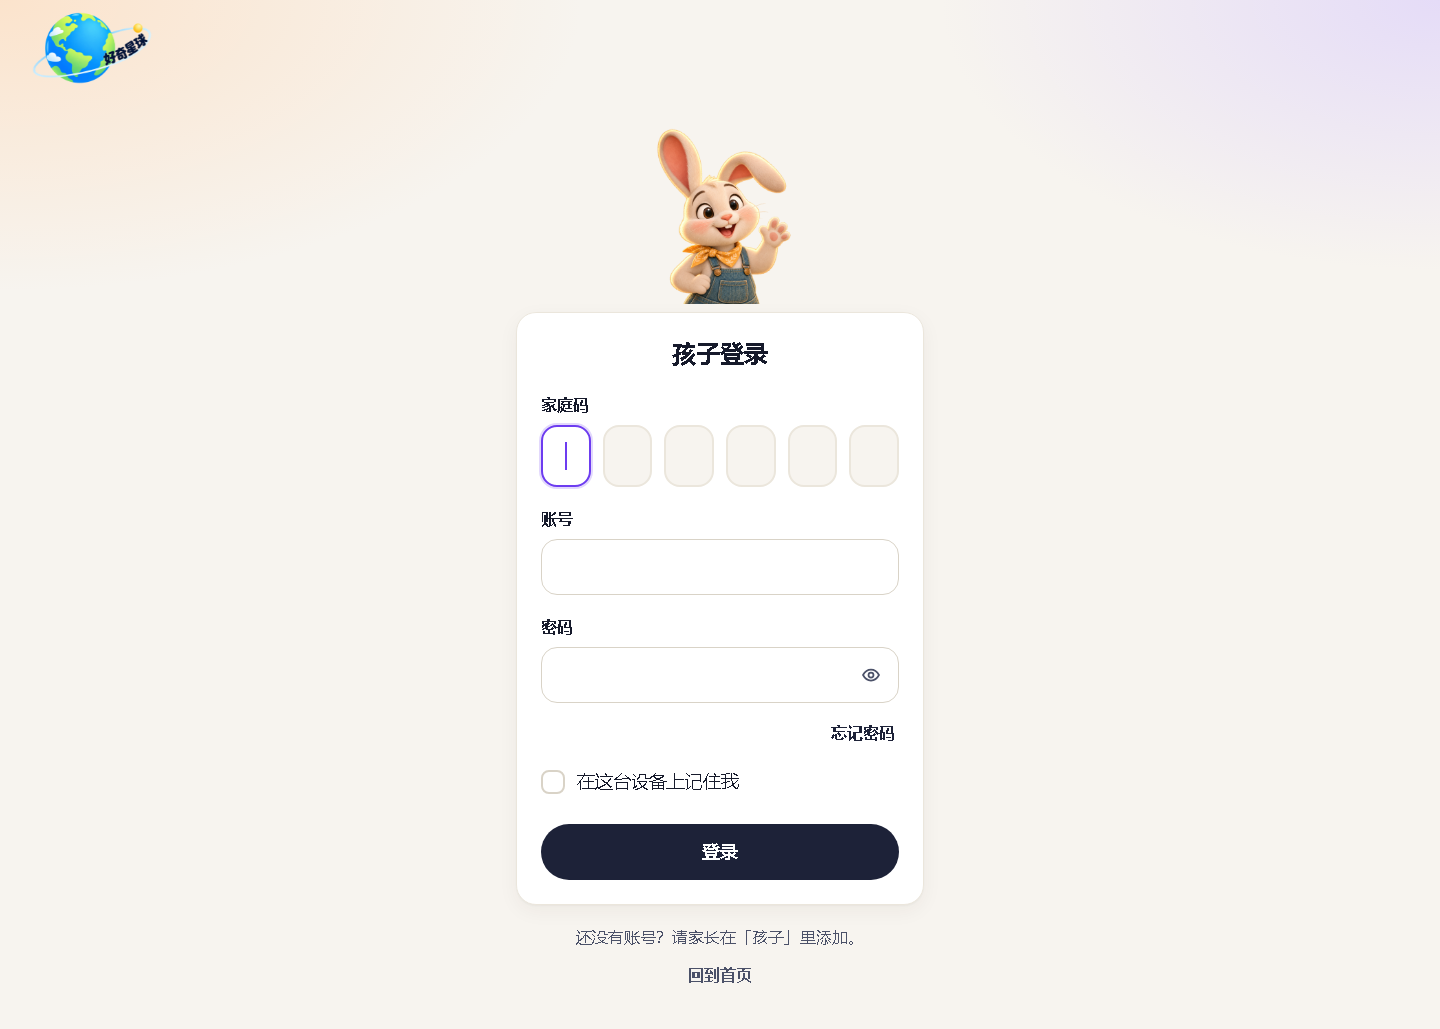 好奇星球
孩子登录
家庭码
账号
密码
忘记密码
在这台设备上记住我
登录
还没有账号？请家长在「孩子」里添加。
回到首页